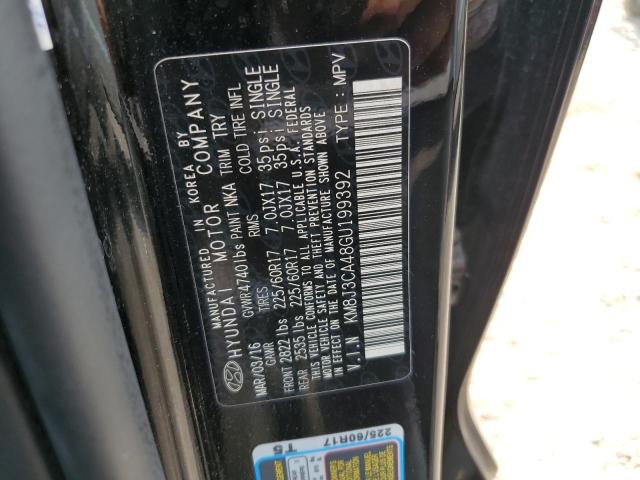 MANUFACTURED IN KOREA BY
HYUNDAI MOTOR COMPANY
MAR/03/16 GVWR4740lbs PAINT NKA TRIM TRY
GAWR TIRES RIMS COLD TIRE INFL
FRONT 2822 lbs 225/60R17 7.0JX17 35psi SINGLE
REAR 2535 lbs 225/60R17 7.0JX17 35psi SINGLE
THIS VEHICLE CONFORMS TO ALL APPLICABLE U.S.A. FEDERAL
MOTOR VEHICLE SAFETY AND THEFT PREVENTION STANDARDS
IN EFFECT ON THE DATE OF MANUFACTURE SHOWN ABOVE
V.I.N KM8J3CA48GU199392 TYPE : MPV
225/60R17
T5